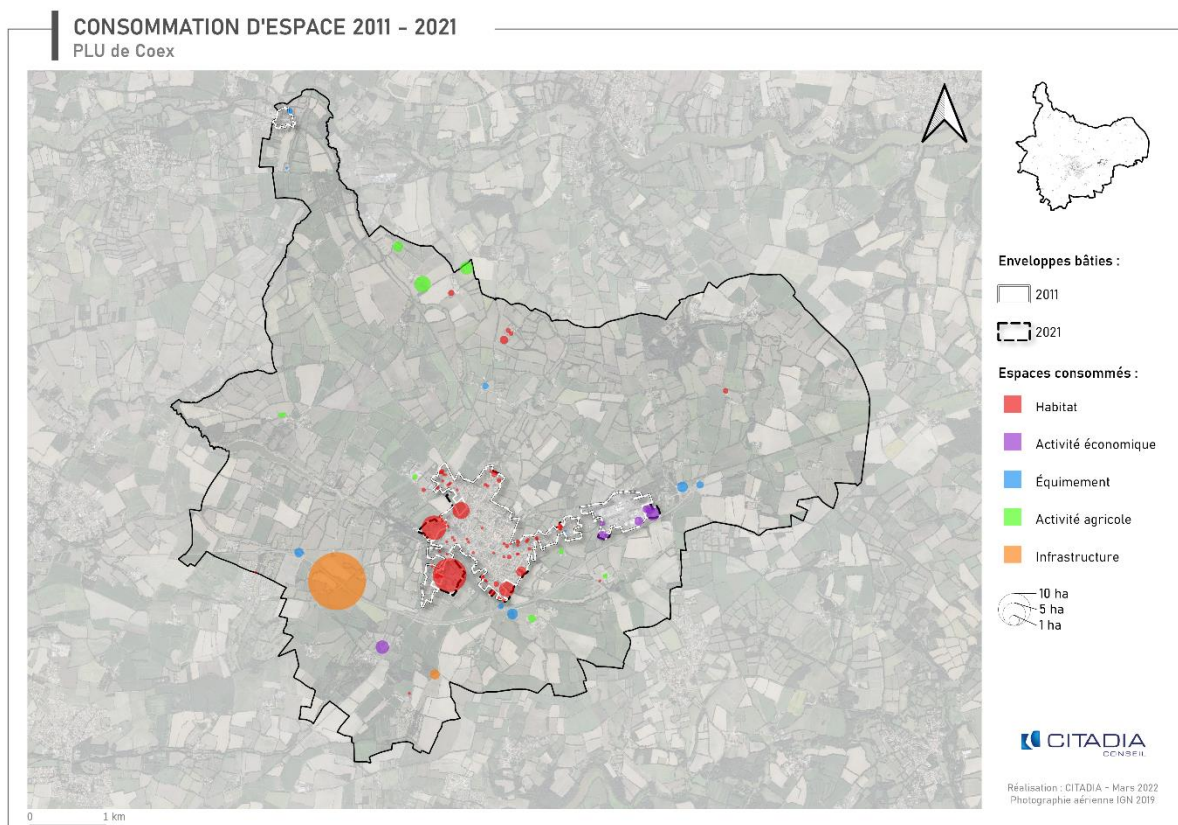 CONSOMMATION D'ESPACE 2011 - 2021
PLU de Coex
Enveloppes bâties :
2011
2021
Espaces consommés :
Habitat
Activité économique
Équimement
Activité agricole
Infrastructure
10 ha
5 ha
1 ha
CITADIA
CONSEIL
Réalisation : CITADIA - Mars 2022
Photographie aérienne IGN 2019
0 1 km